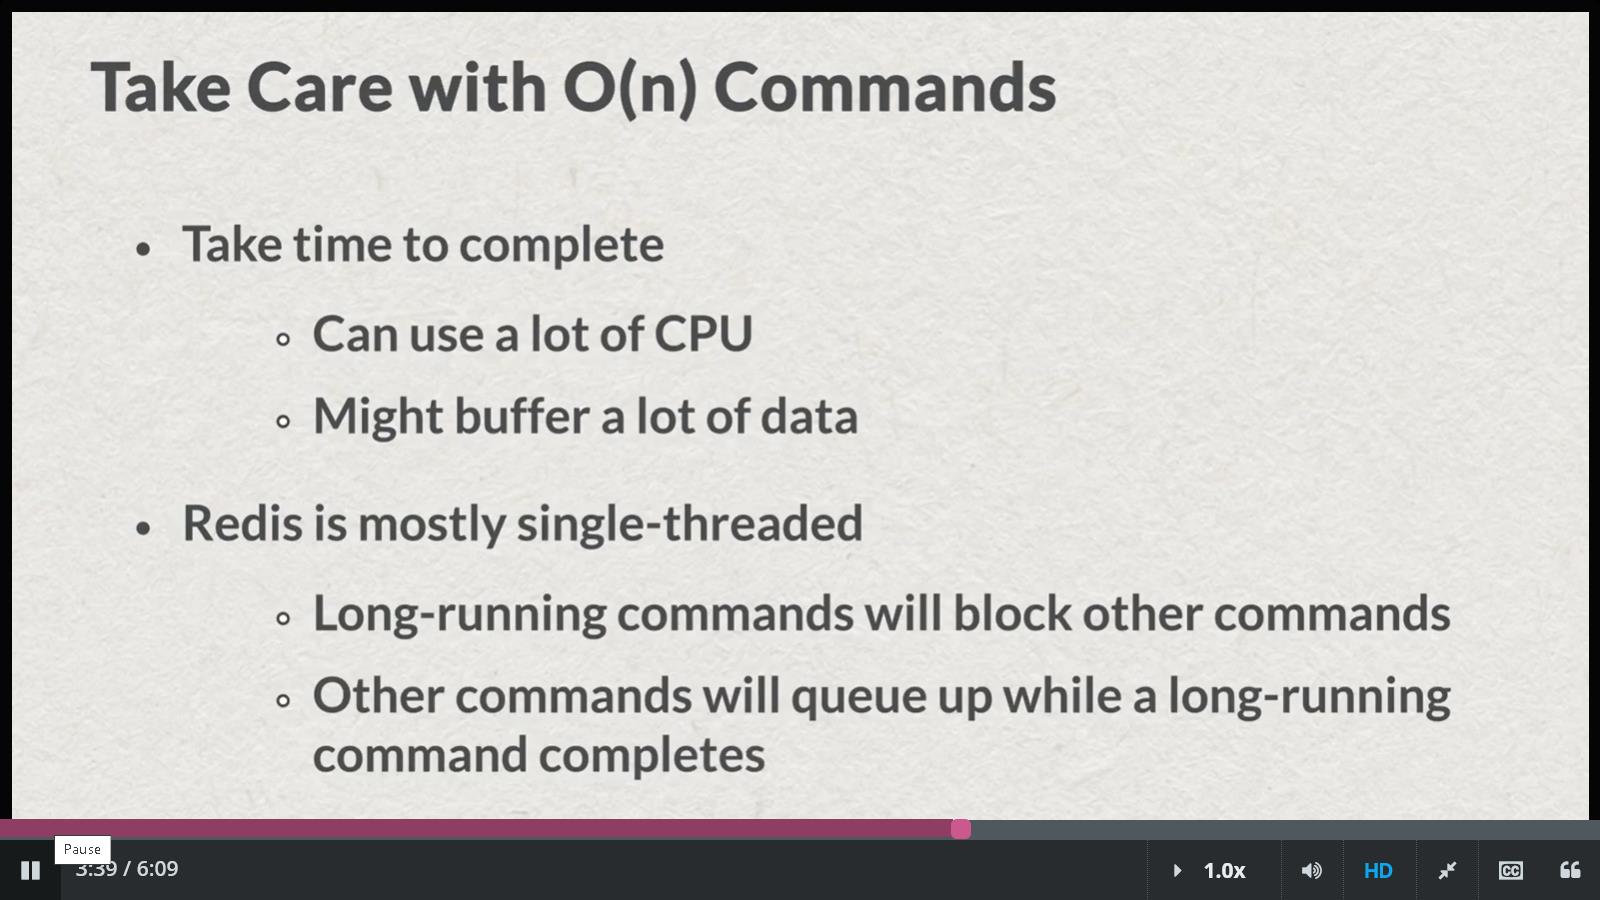 Take Care with O(n) Commands
• Take time to complete
◦ Can use a lot of CPU
◦ Might buffer a lot of data
• Redis is mostly single-threaded
◦ Long-running commands will block other commands
◦ Other commands will queue up while a long-running
command completes
Pause
3:39 / 6:09
1.0x
HD
CC